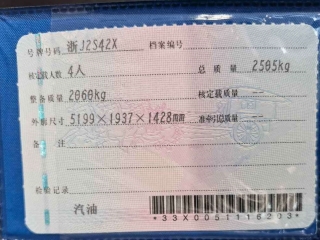 号牌号码 浙J2S42X 档案编号
核定载人数 4人 总质量 2505kg
整备质量 2060kg 核定载质量 --
外廓尺寸 5199×1937×1428mm 准牵引总质量 --
备注
检验记录
汽油
*33X0051116203*